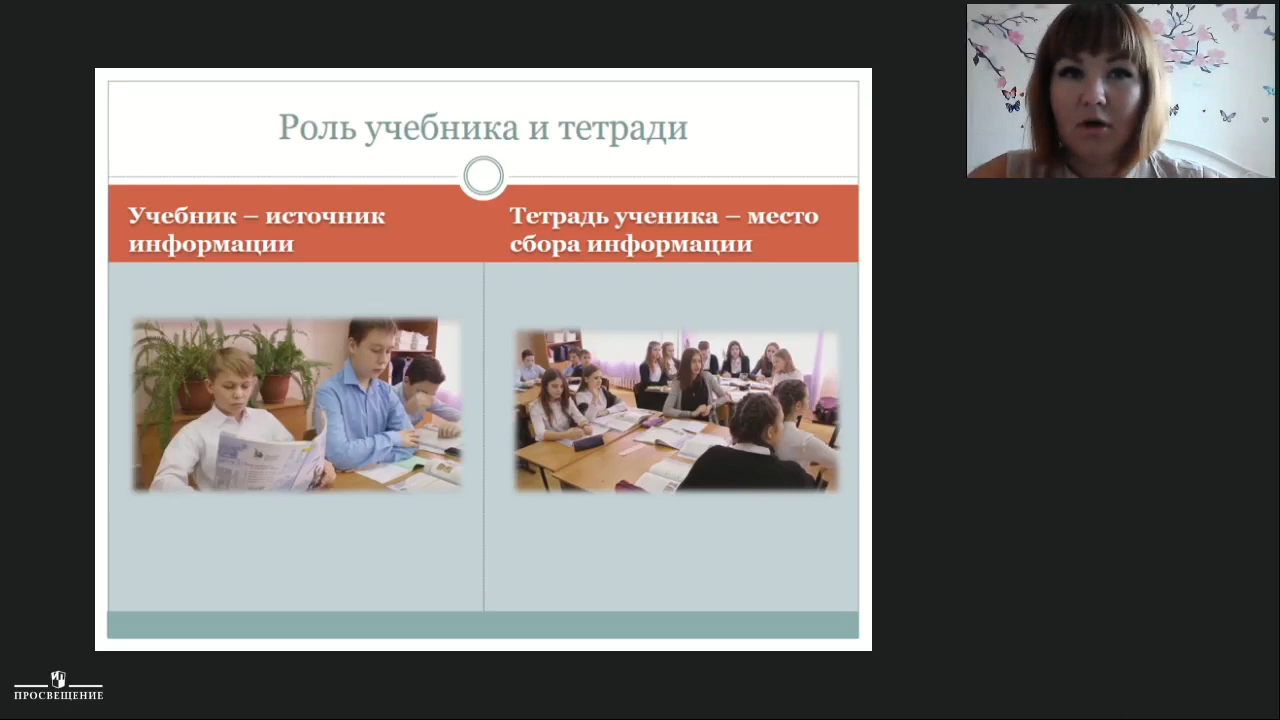 Роль учебника и тетради
Учебник – источник
информации
Тетрадь ученика – место
сбора информации
ПРОСВЕЩЕНИЕ